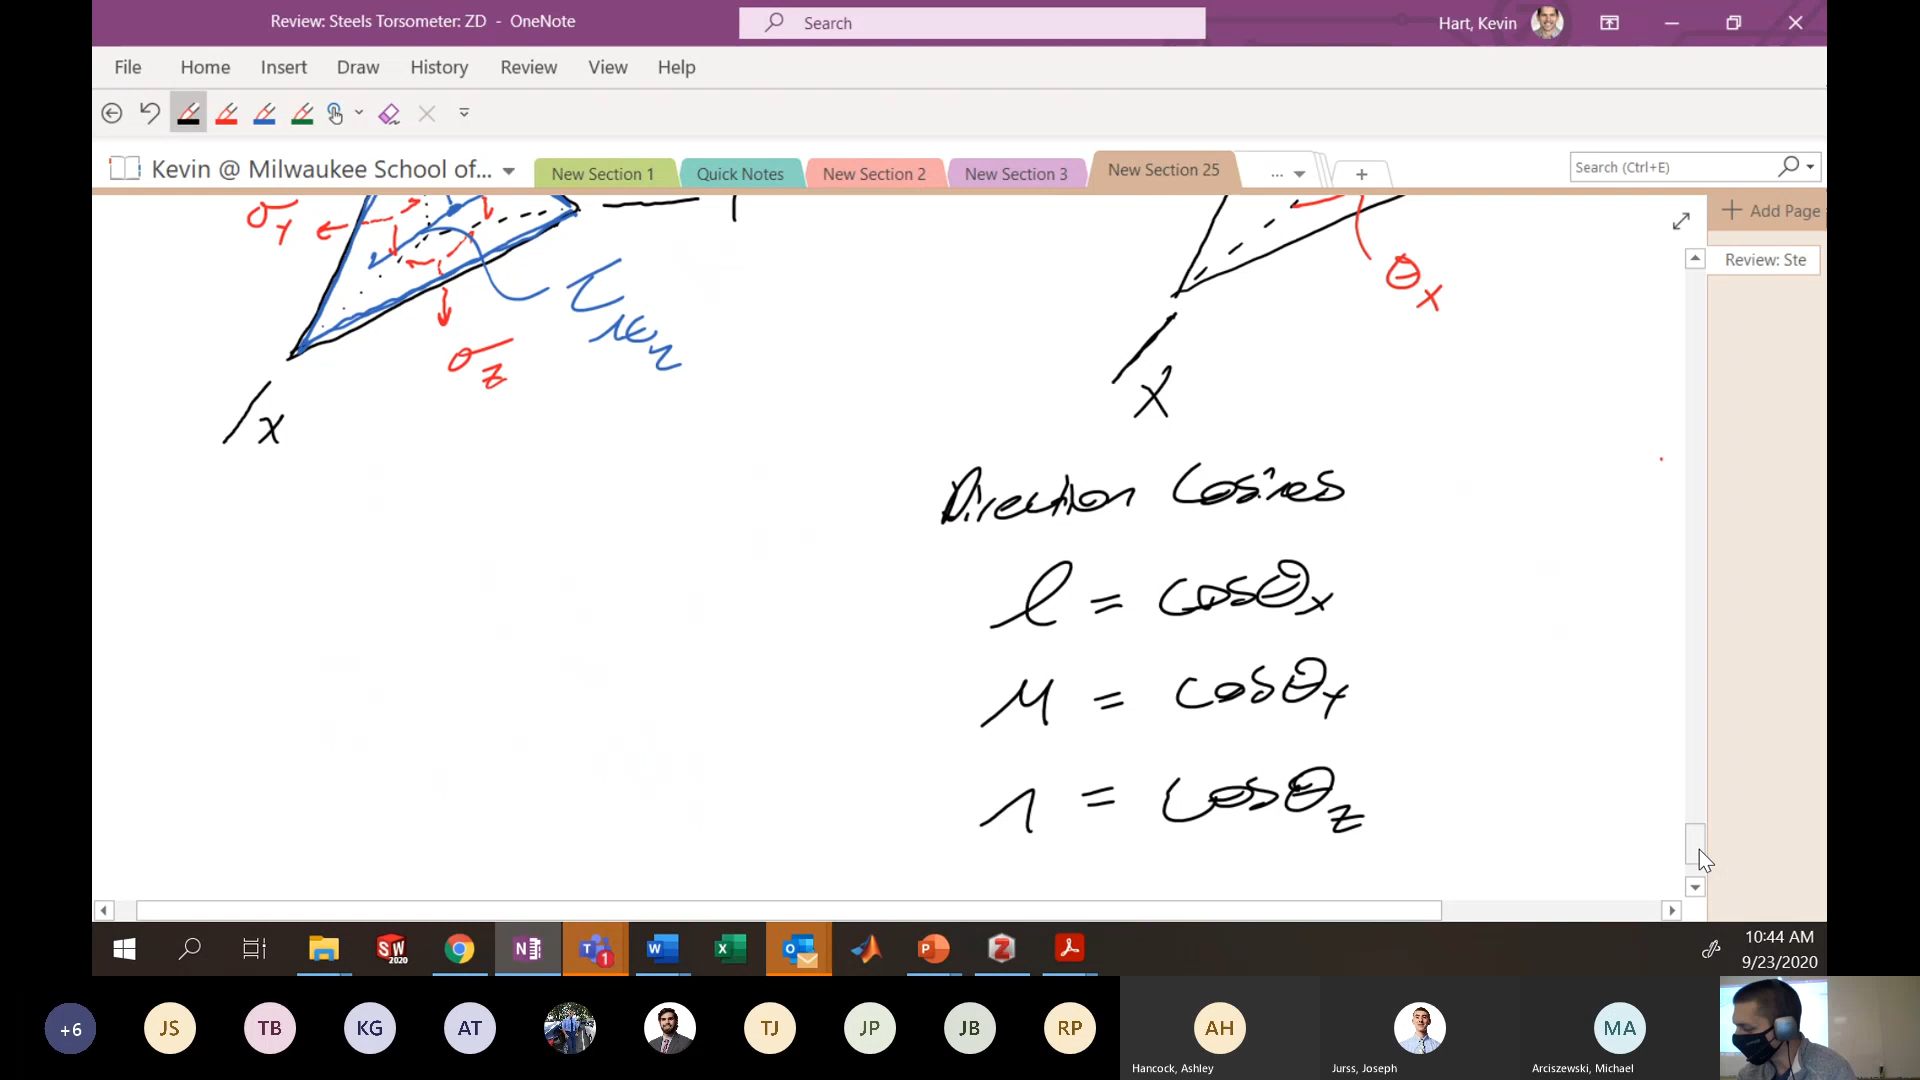 Review: Steels Torsometer: ZD - OneNote
Search
Hart, Kevin
File Home Insert Draw History Review View Help
Kevin @ Milwaukee School of...
New Section 1
Quick Notes
New Section 2
New Section 3
New Section 25
...
Search (Ctrl+E)
Add Page
Review: Ste
σY
σz
x
θx
X
Direction Cosines
l = cosθx
M = cosθY
n = cosθz
SW 2020
N
T 1
W
X
O
P
Z
10:44 AM
9/23/2020
+6
JS
TB
KG
AT
TJ
JP
JB
RP
AH
MA
Hancock, Ashley
Jurss, Joseph
Arciszewski, Michael